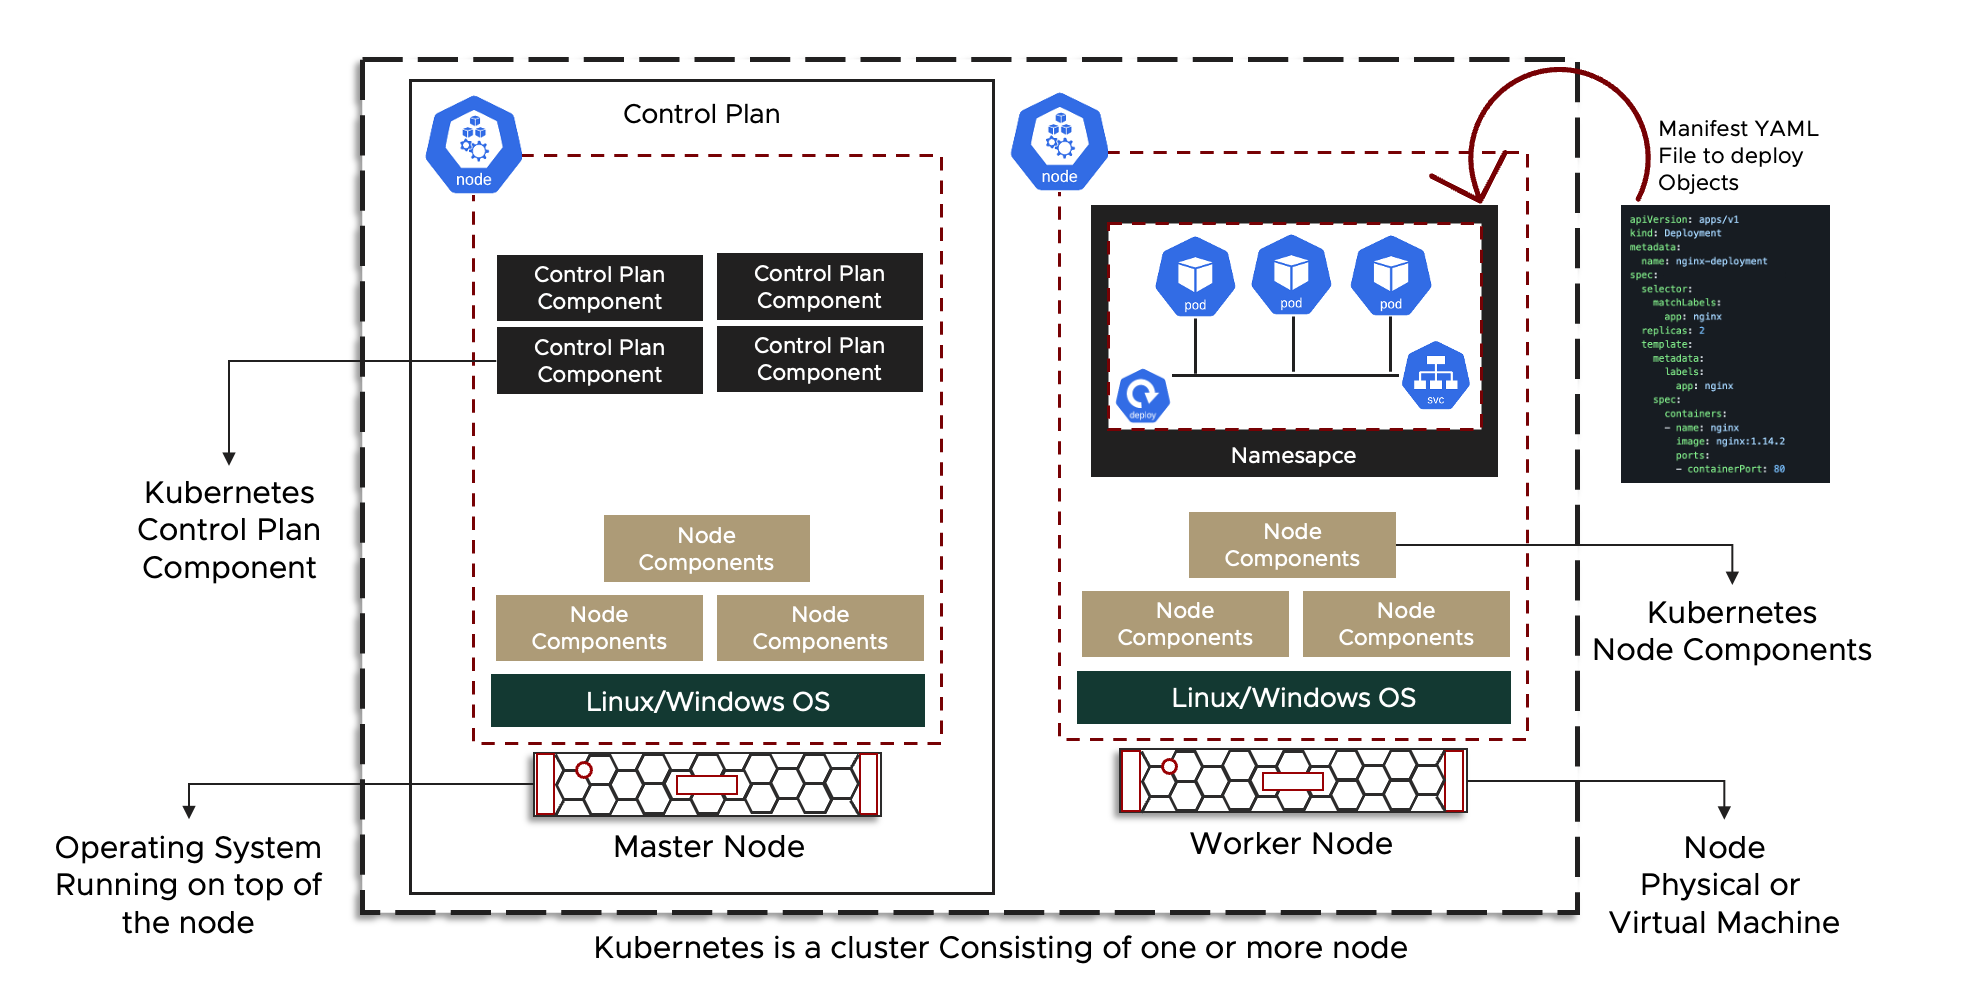 Control Plan
node
Control Plan
Component
Control Plan
Component
Control Plan
Component
Control Plan
Component
Node
Components
Node
Components
Node
Components
Linux/Windows OS
Master Node
node
pod
pod
pod
deploy
svc
Namesapce
Node
Components
Node
Components
Node
Components
Linux/Windows OS
Worker Node
Manifest YAML
File to deploy
Objects
apiVersion: apps/v1
kind: Deployment
metadata:
name: nginx-deployment
spec:
selector:
matchLabels:
app: nginx
replicas: 2
template:
metadata:
labels:
app: nginx
spec:
containers:
- name: nginx
image: nginx:1.14.2
ports:
- containerPort: 80
Kubernetes
Control Plan
Component
Operating System
Running on top of
the node
Kubernetes
Node Components
Node
Physical or
Virtual Machine
Kubernetes is a cluster Consisting of one or more node